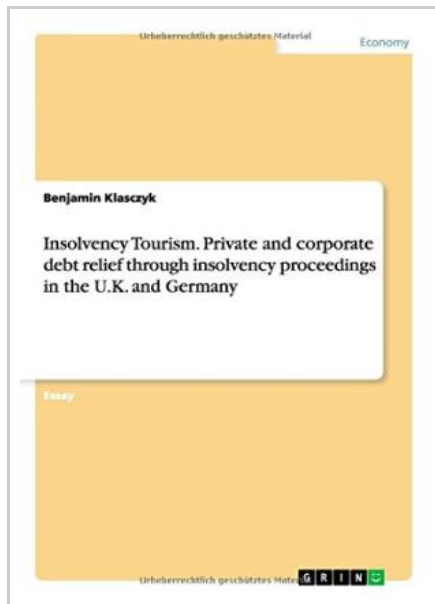 Urheberrechtlich geschütztes Material
Economy
Benjamin Klasczyk
Insolvency Tourism. Private and corporate
debt relief through insolvency proceedings
in the U.K. and Germany
Essay
Urheberrechtlich geschütztes Mate
GRIN